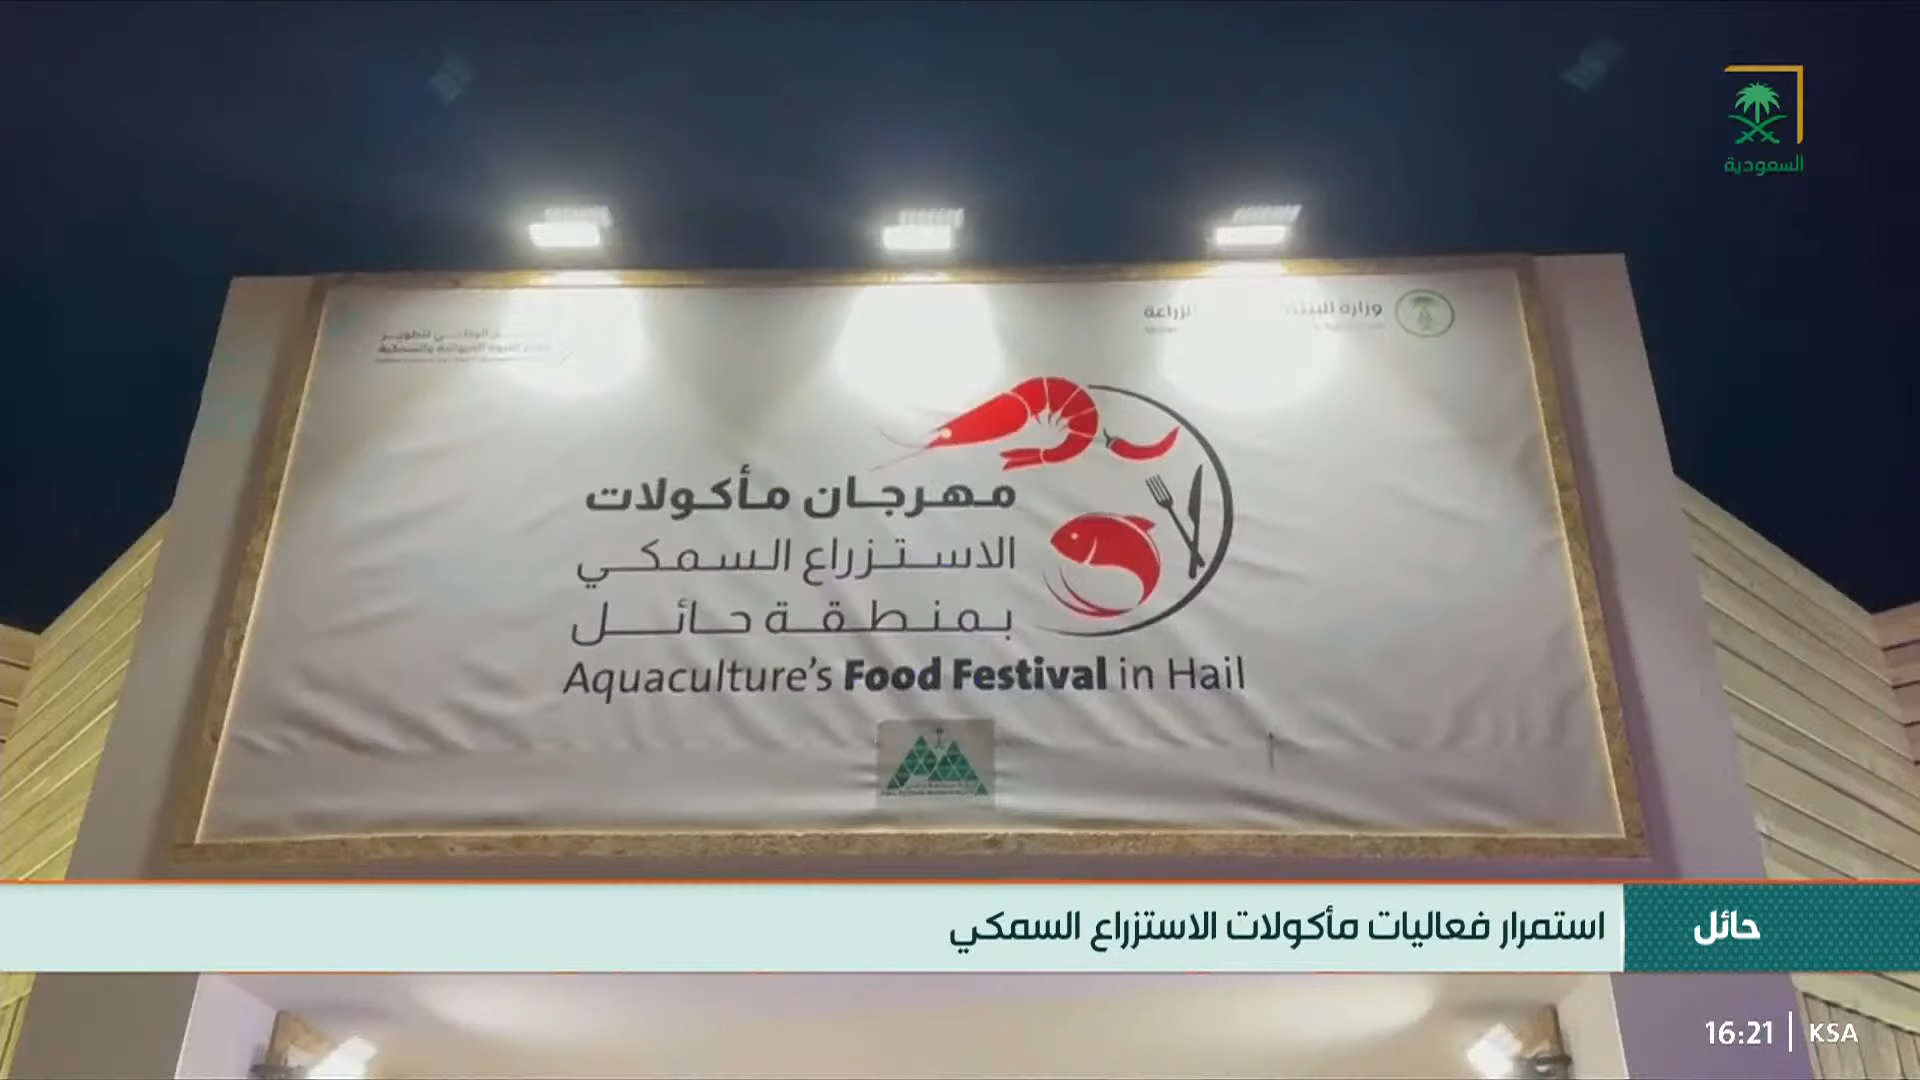 السعودية
وزارة
الزراعة
مهرجان مأكولات
الاستزراع السمكي
بمنطقة حائل
Aquaculture's Food Festival in Hail
حائل
استمرار فعاليات مأكولات الاستزراع السمكي
16:21 | KSA